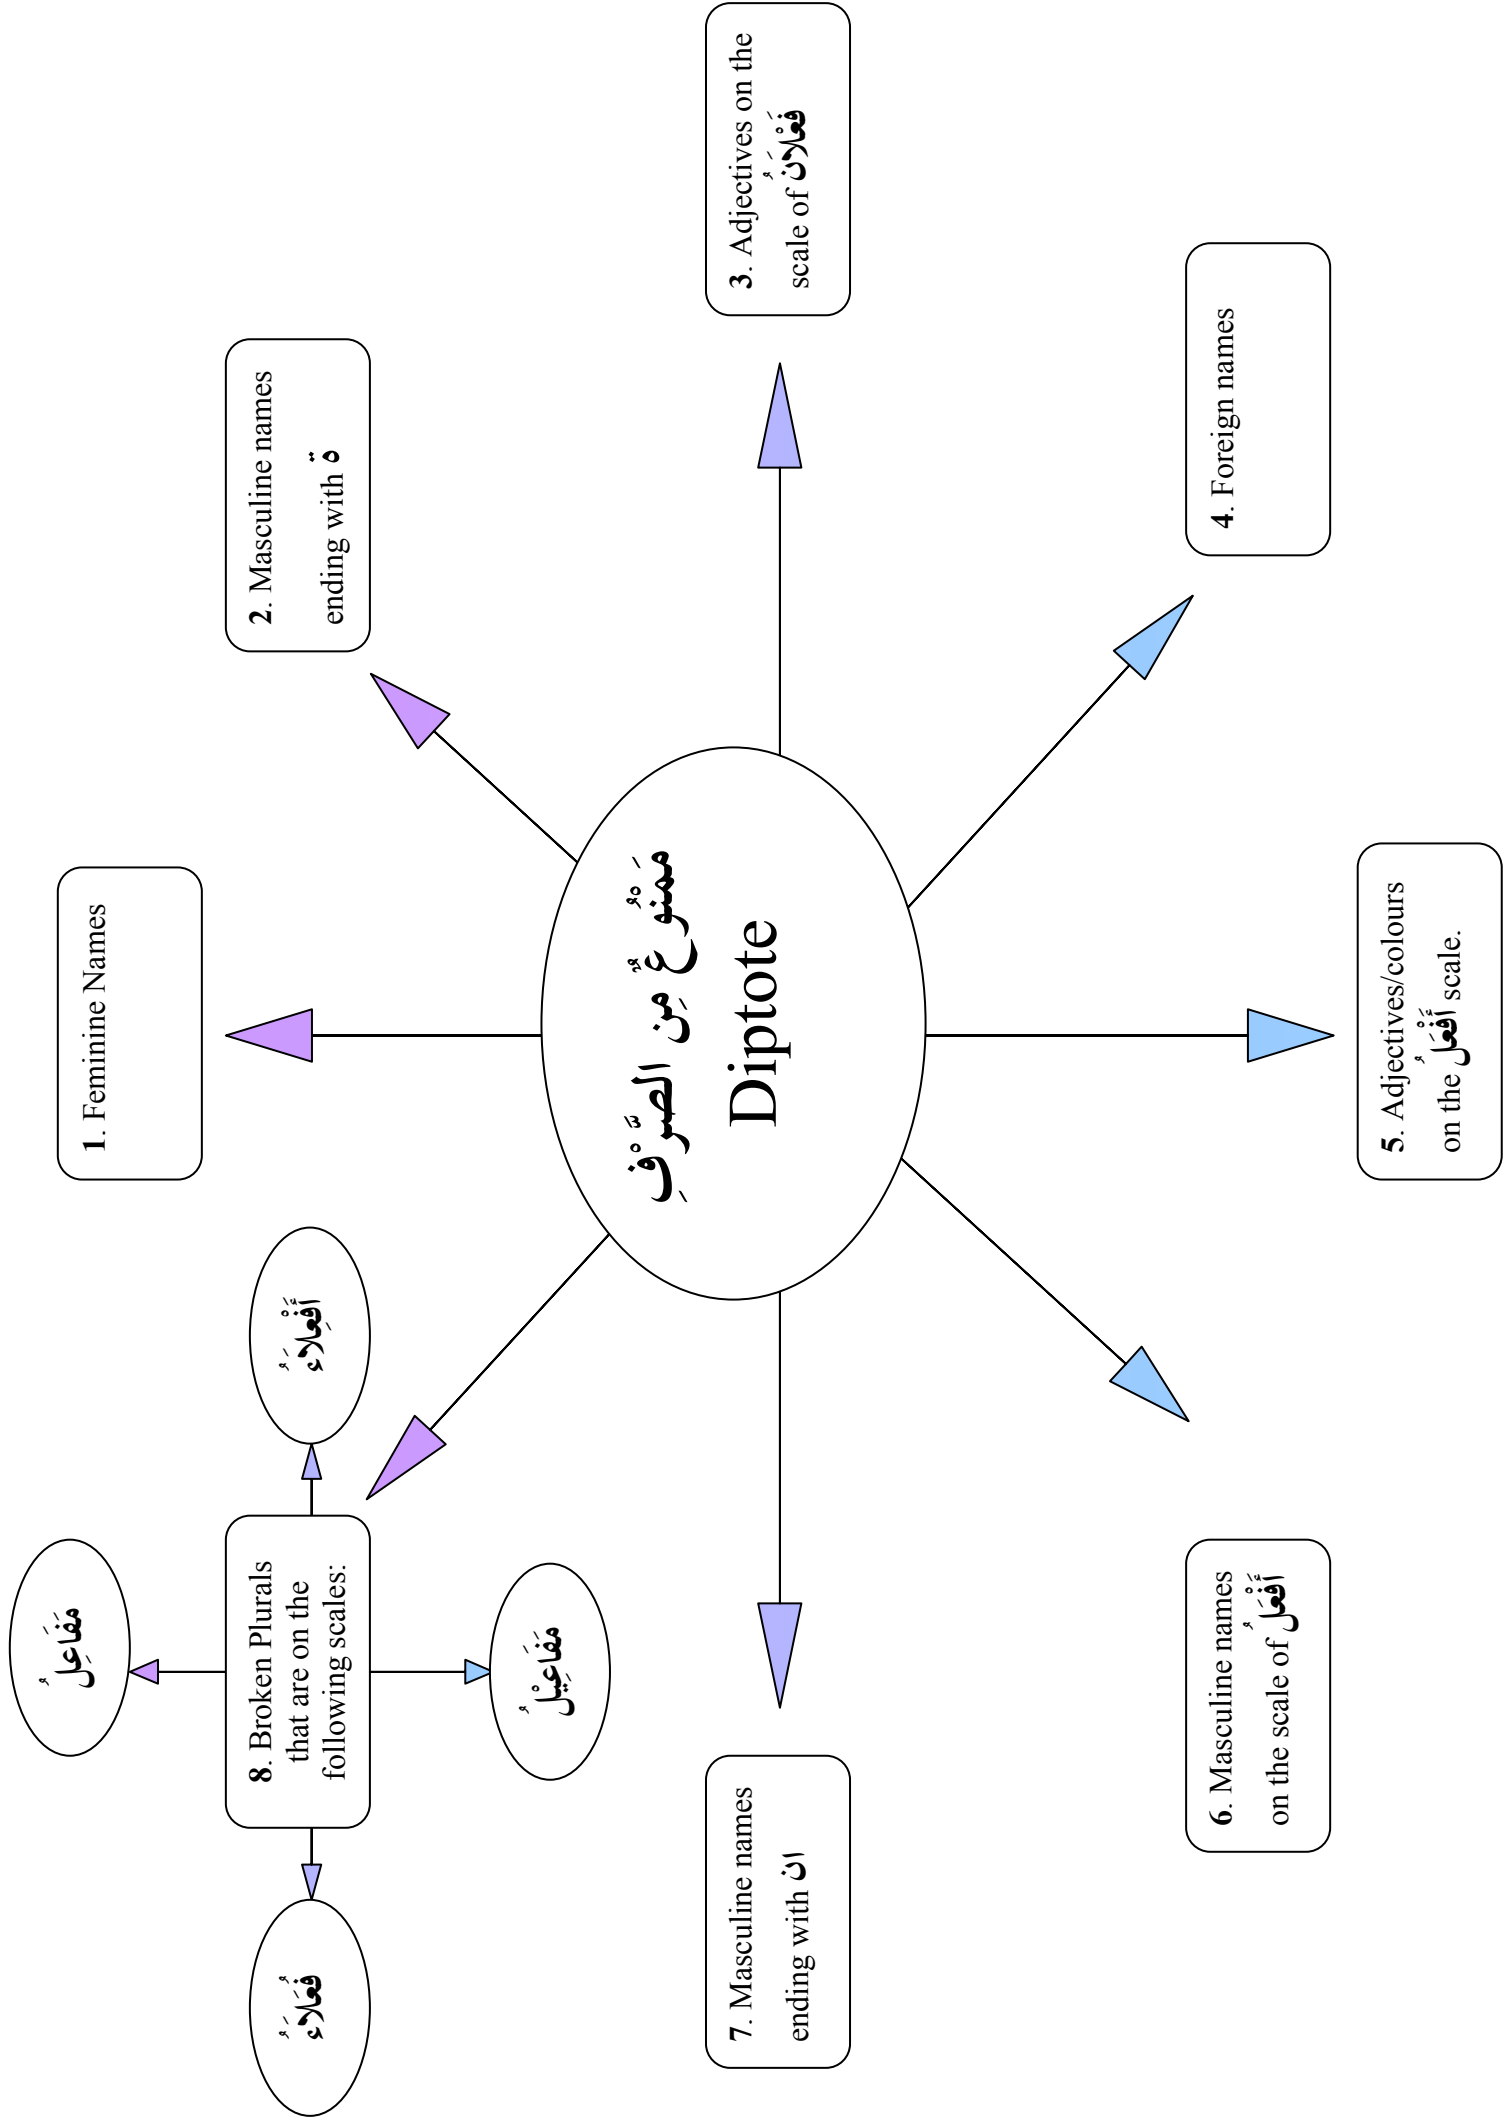 مَمْنُوْعٌ مِن الصَّرْفِ
Diptote
1. Feminine Names
2. Masculine names
ending with ة
3. Adjectives on the
scale of فَعْلَانُ
4. Foreign names
5. Adjectives/colours
on the أَفْعَلُ scale.
6. Masculine names
on the scale of أَفْعَلُ
7. Masculine names
ending with ان
8. Broken Plurals
that are on the
following scales:
مَفَاعِلُ
أَفْعِلَاءُ
مَفَاعِيْلُ
فُعَلَاءُ